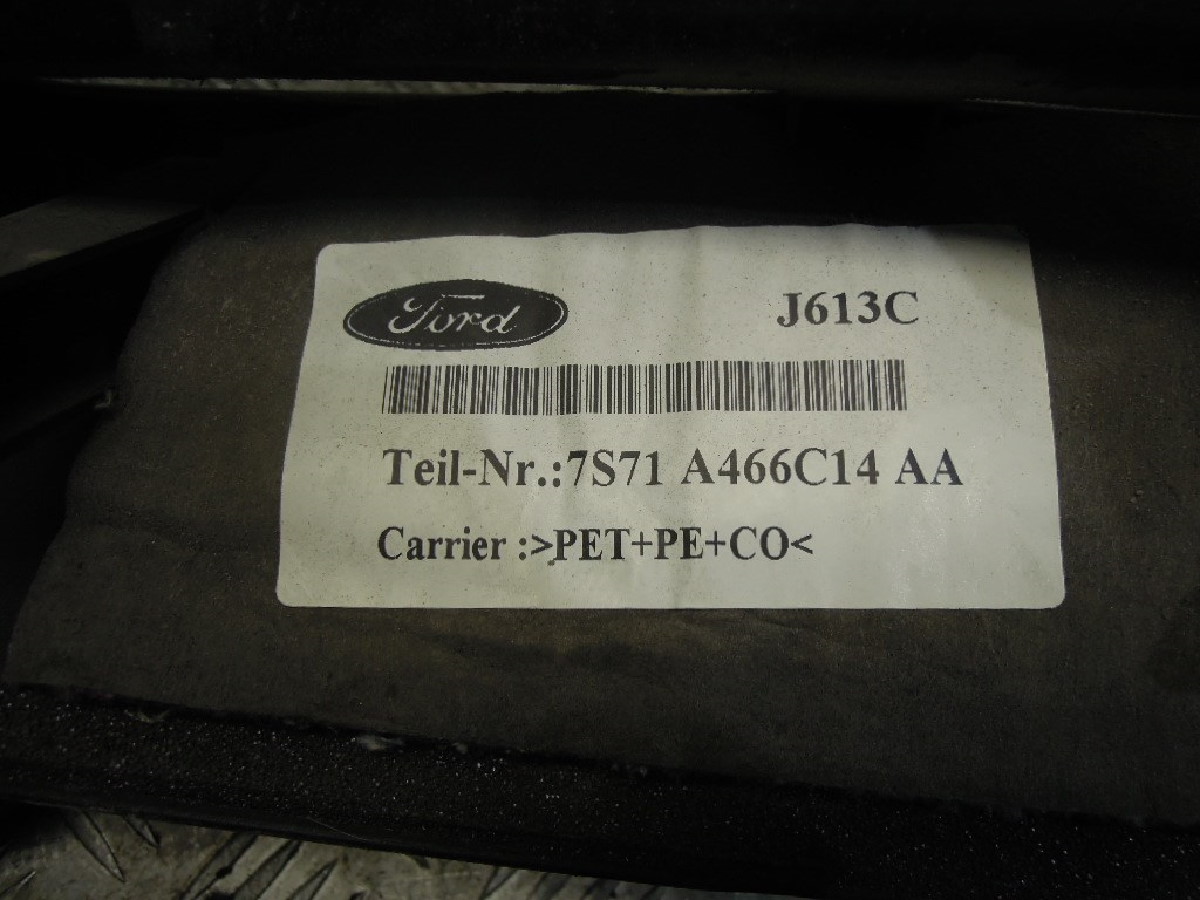 Ford
J613C
Teil-Nr.:7S71 A466C14 AA
Carrier :>PET+PE+CO<